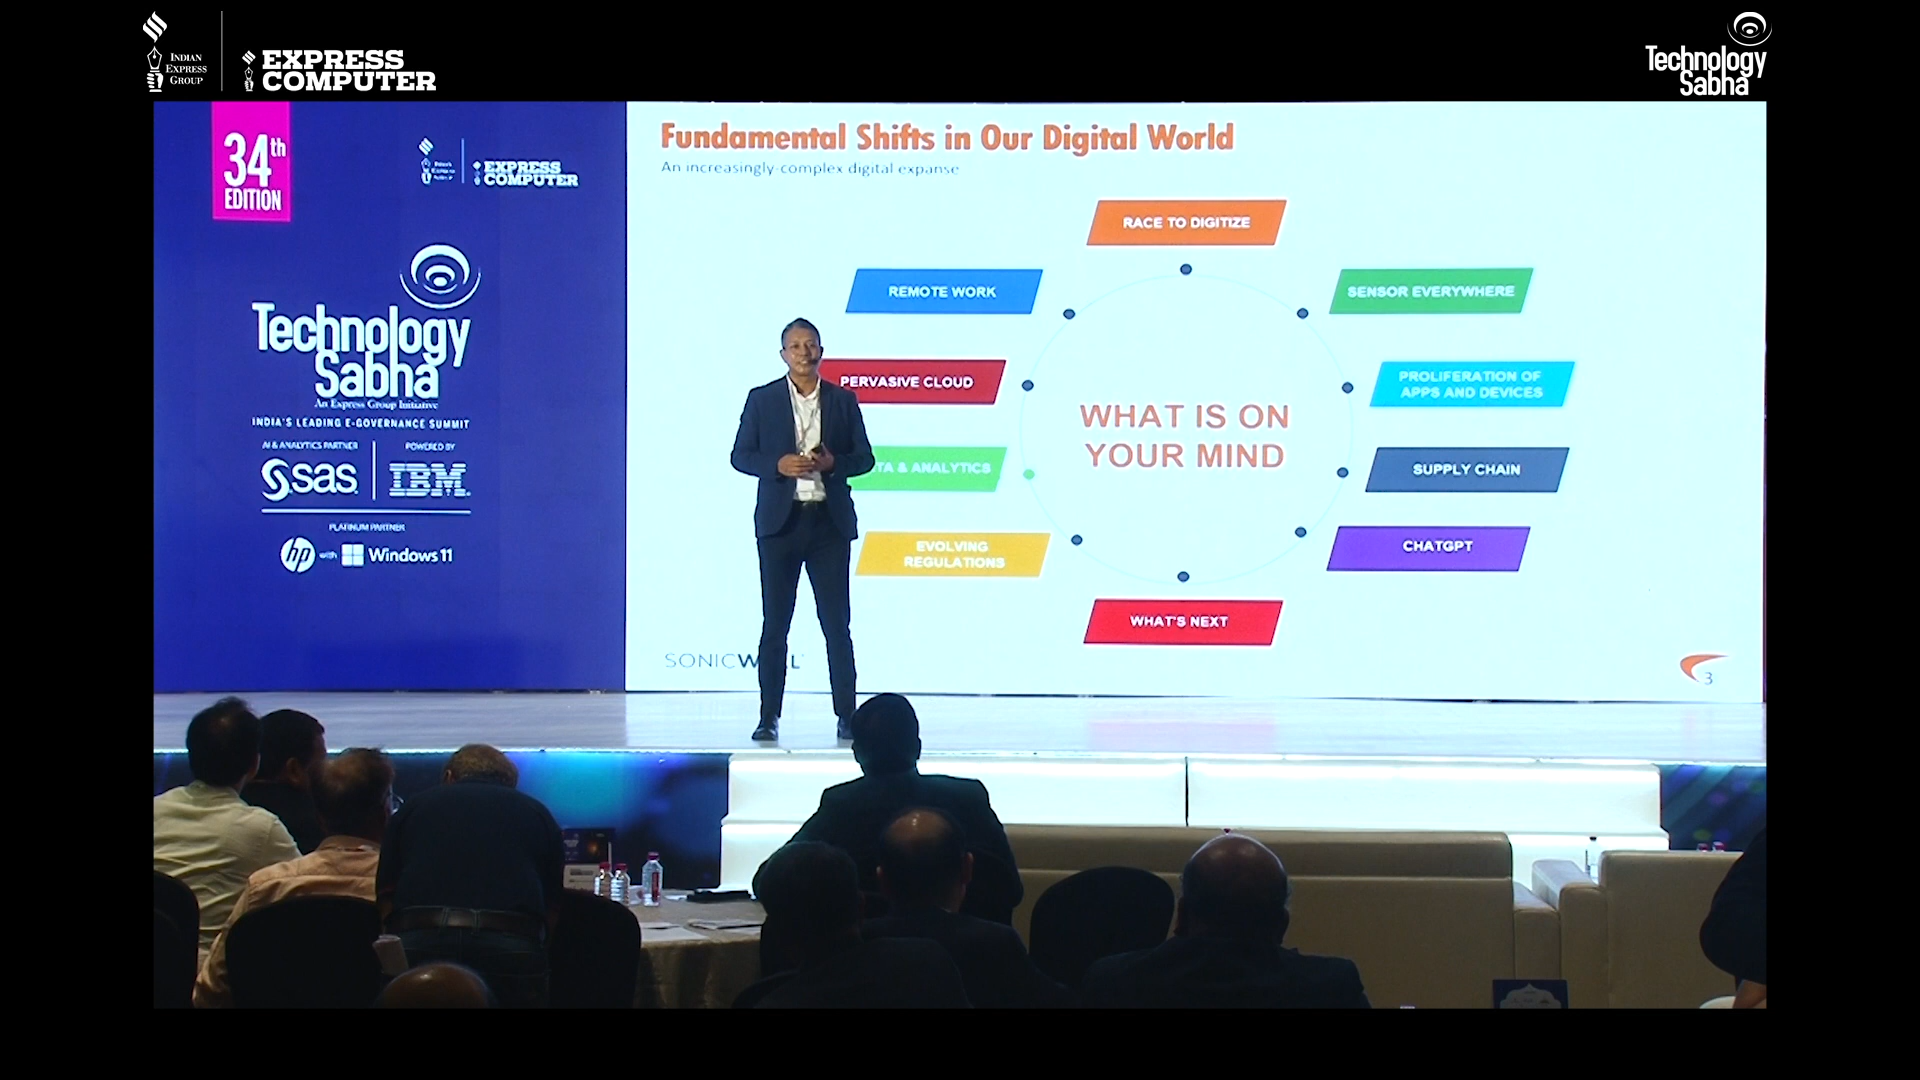 INDIAN
EXPRESS
GROUP
EXPRESS
COMPUTER
Technology
Sabha
34th
EDITION
EXPRESS
COMPUTER
Technology
Sabha
An Express Group Initiative
INDIA'S LEADING E-GOVERNANCE SUMMIT
AI & ANALYTICS PARTNER
POWERED BY
sas
IBM
PLATINUM PARTNER
hp with Windows 11
Fundamental Shifts in Our Digital World
An increasingly-complex digital expanse
RACE TO DIGITIZE
REMOTE WORK
SENSOR EVERYWHERE
PERVASIVE CLOUD
PROLIFERATION OF
APPS AND DEVICES
WHAT IS ON
YOUR MIND
TA & ANALYTICS
SUPPLY CHAIN
EVOLVING
REGULATIONS
CHATGPT
WHAT'S NEXT
SONICW L
3